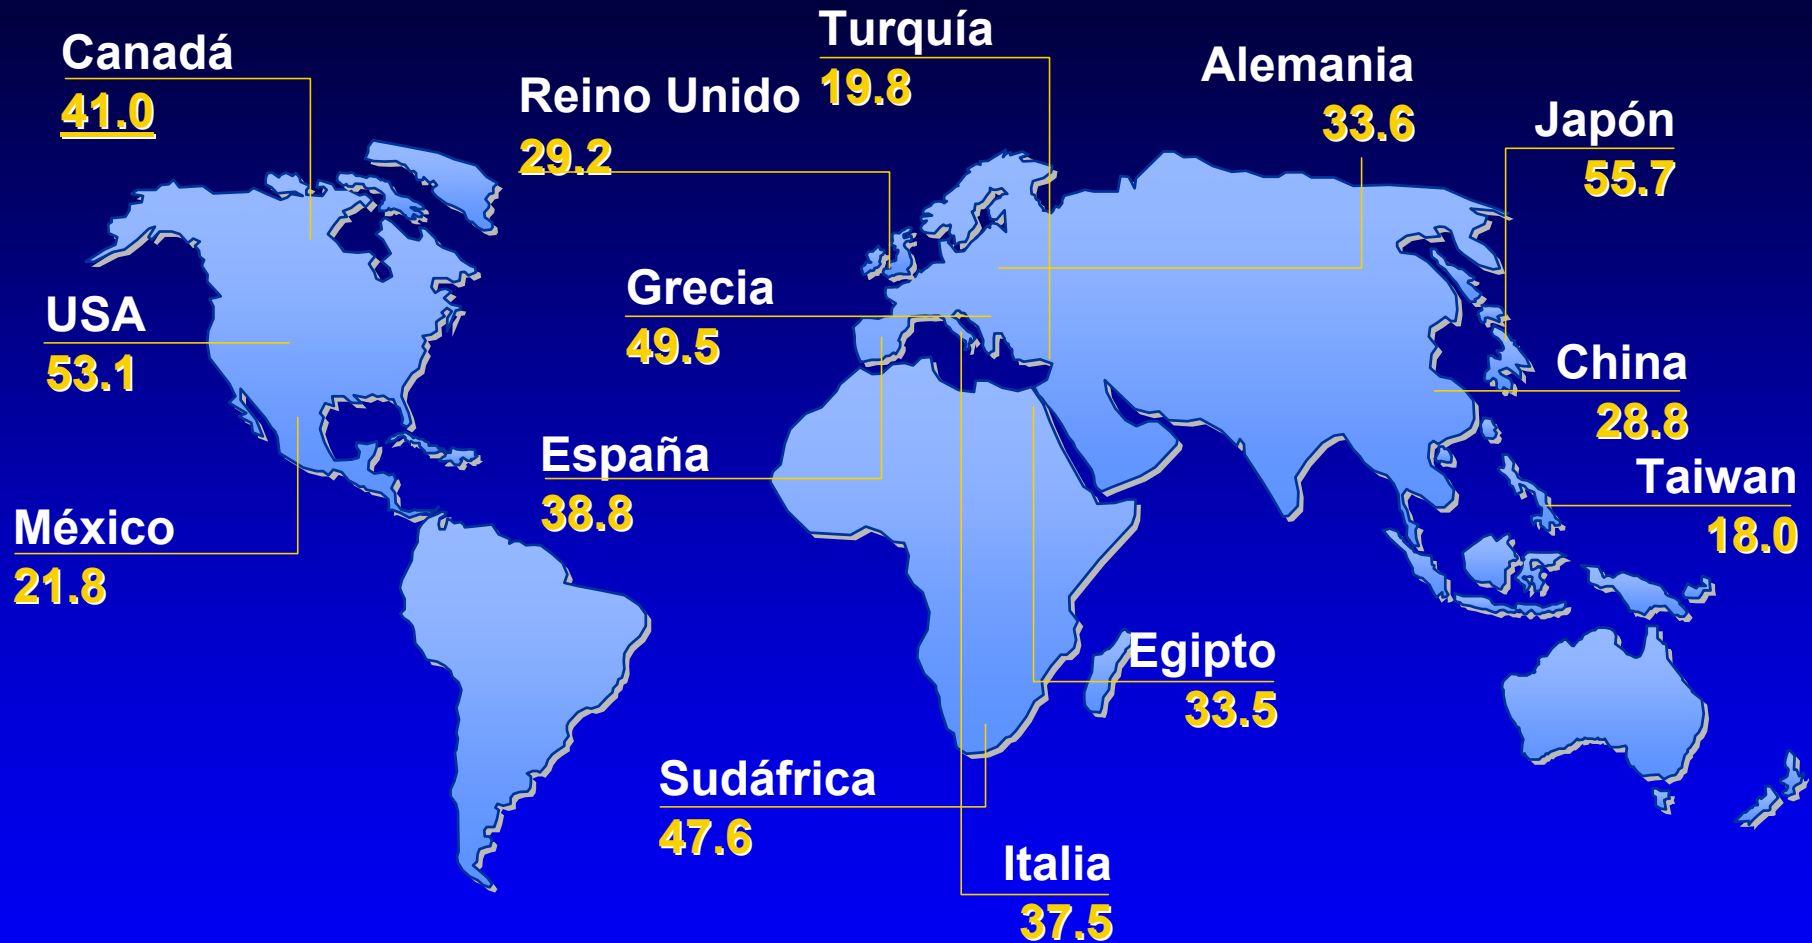 Canadá
41.0
Reino Unido
29.2
Turquía
19.8
Alemania
33.6
Japón
55.7
USA
53.1
Grecia
49.5
China
28.8
España
38.8
Taiwan
18.0
México
21.8
Egipto
33.5
Sudáfrica
47.6
Italia
37.5